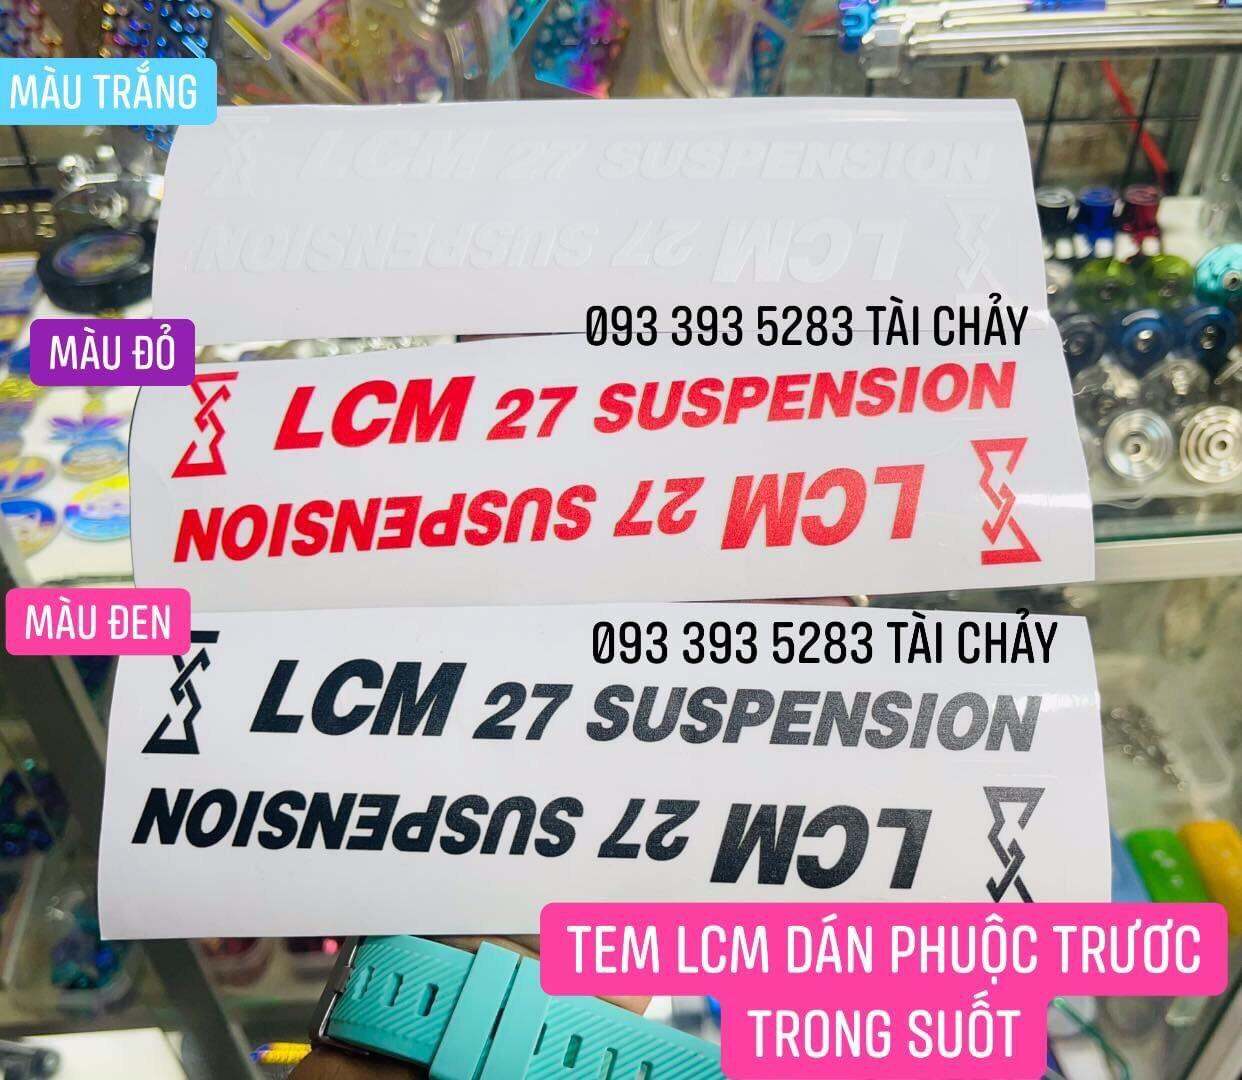 MÀU TRẮNG
LCM 27 SUSPENSION
LCM 27 SUSPENSION
093 393 5283 TÀI CHẢY
MÀU ĐỎ
LCM 27 SUSPENSION
LCM 27 SUSPENSION
093 393 5283 TÀI CHẢY
MÀU ĐEN
LCM 27 SUSPENSION
LCM 27 SUSPENSION
TEM LCM DÁN PHUỘC TRƯƠC
TRONG SUỐT